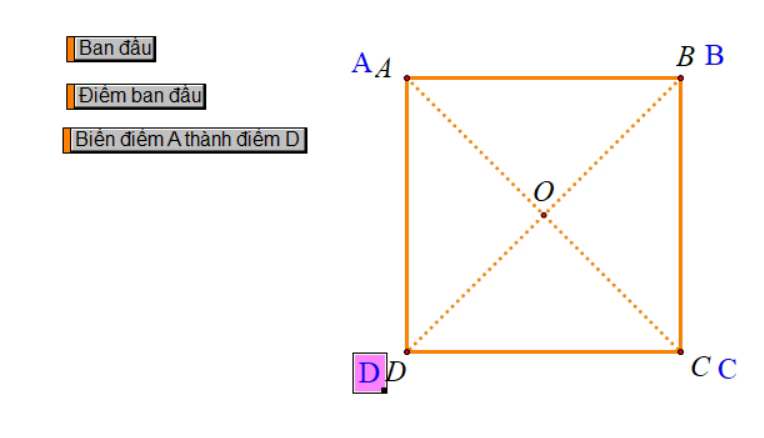 Ban đầu
Điểm ban đầu
Biến điểm A thành điểm D
A A
B B
O
D D
C C